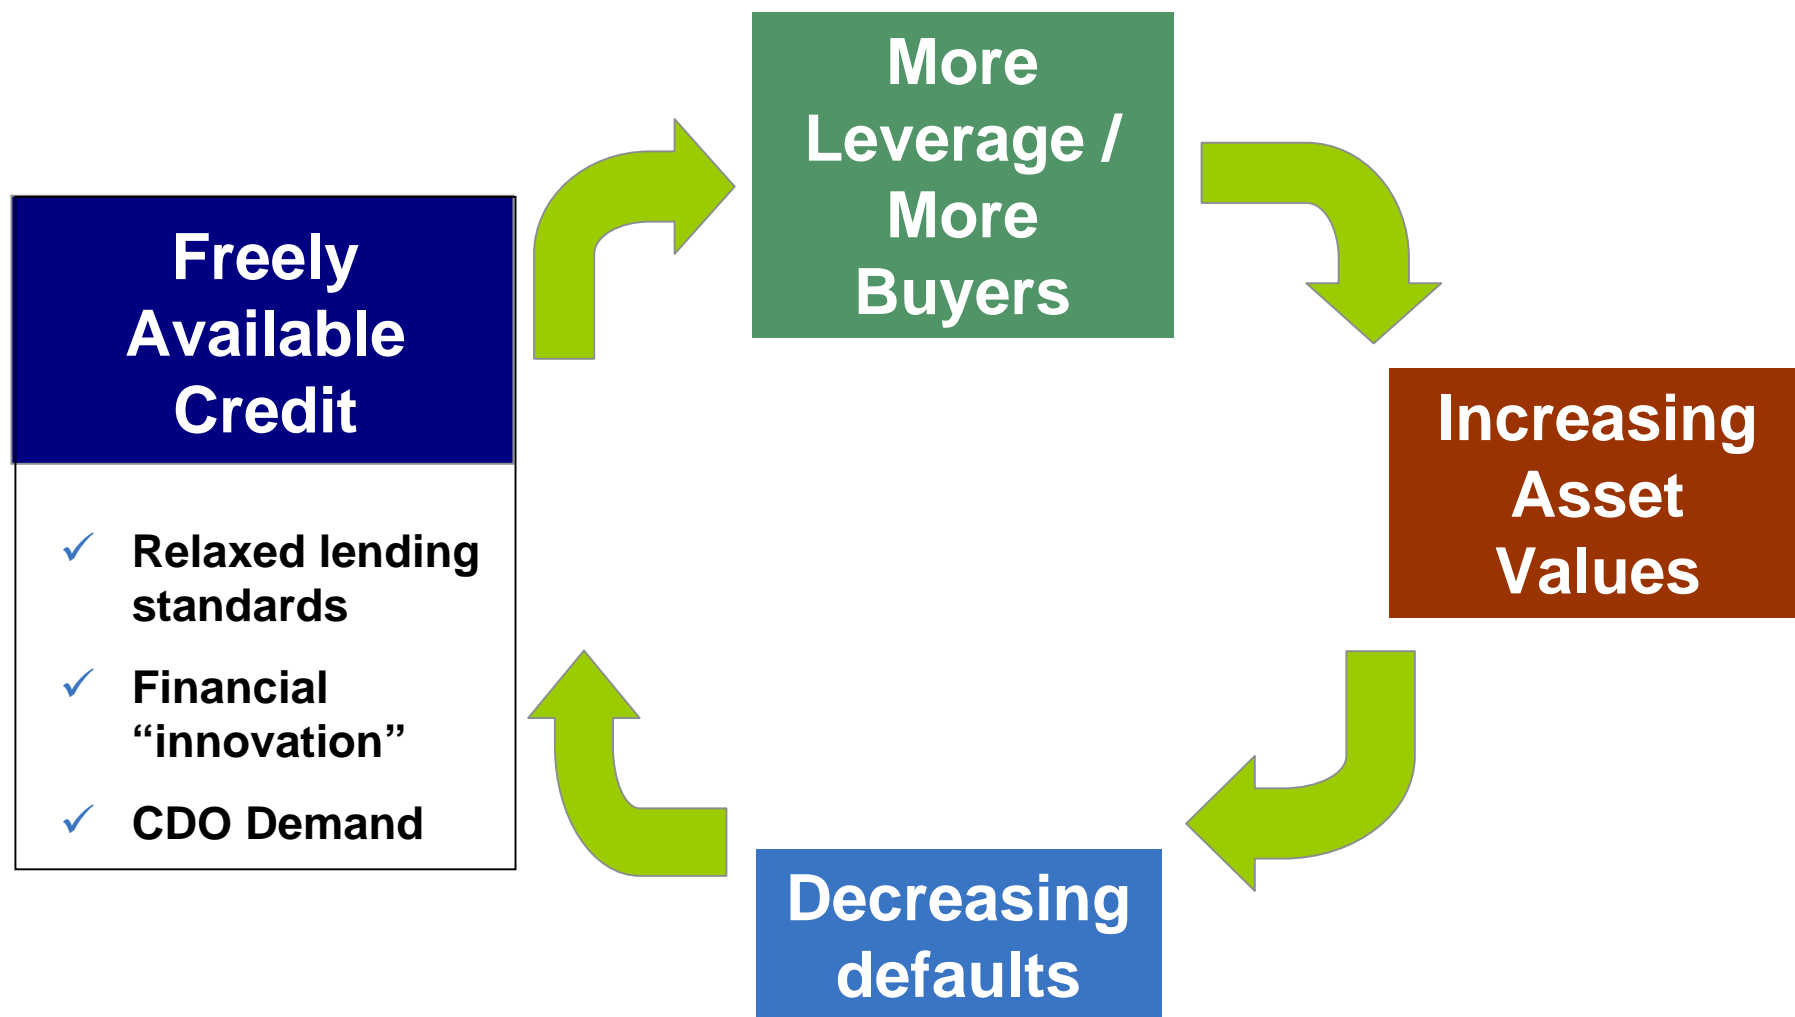 More
Leverage /
More
Buyers
Freely
Available
Credit
Increasing
Asset
Values
✓ Relaxed lending
standards
✓ Financial
“innovation”
✓ CDO Demand
Decreasing
defaults